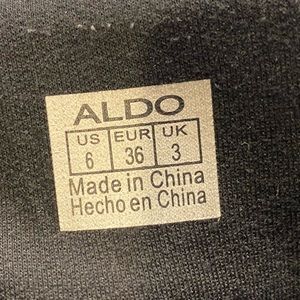 ALDO
US EUR UK
6 36 3
Made in China
Hecho en China